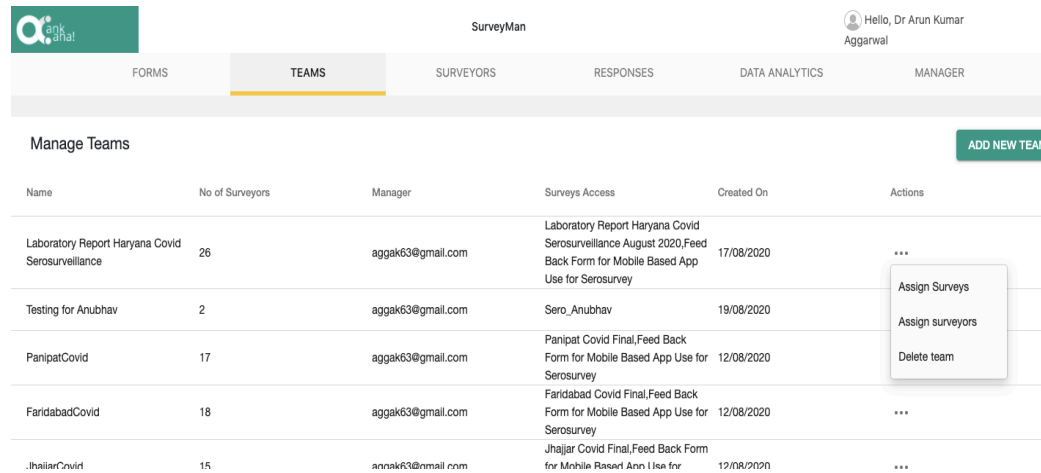 ank
aha!
SurveyMan
Hello, Dr Arun Kumar
Aggarwal
FORMS TEAMS SURVEYORS RESPONSES DATA ANALYTICS MANAGER
Manage Teams
ADD NEW TEAM
Name No of Surveyors Manager Surveys Access Created On Actions
Laboratory Report Haryana Covid
Serosurveillance
26
aggak63@gmail.com
Laboratory Report Haryana Covid
Serosurveillance August 2020,Feed
Back Form for Mobile Based App
Use for Serosurvey
17/08/2020
...
Assign Surveys
Assign surveyors
Delete team
Testing for Anubhav 2 aggak63@gmail.com Sero_Anubhav 19/08/2020
PanipatCovid 17 aggak63@gmail.com
Panipat Covid Final,Feed Back
Form for Mobile Based App Use for
Serosurvey
12/08/2020
FaridabadCovid 18 aggak63@gmail.com
Faridabad Covid Final,Feed Back
Form for Mobile Based App Use for
Serosurvey
12/08/2020
...
JhajjarCovid 15 aggak63@gmail.com
Jhajjar Covid Final,Feed Back Form
for Mobile Based App Use for
12/08/2020
...